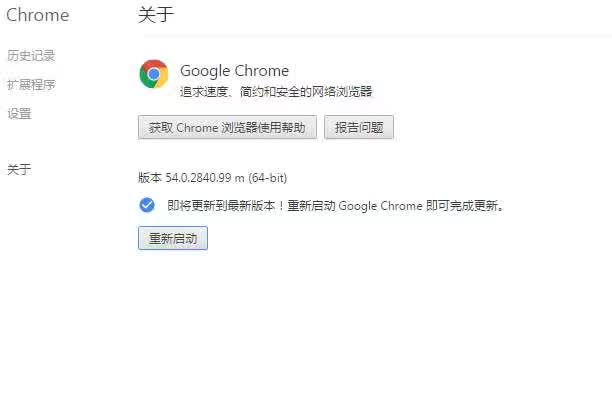 Chrome
关于
历史记录
扩展程序
设置
关于
Google Chrome
追求速度、简约和安全的网络浏览器
获取 Chrome 浏览器使用帮助
报告问题
版本 54.0.2840.99 m (64-bit)
即将更新到最新版本！重新启动 Google Chrome 即可完成更新。
重新启动